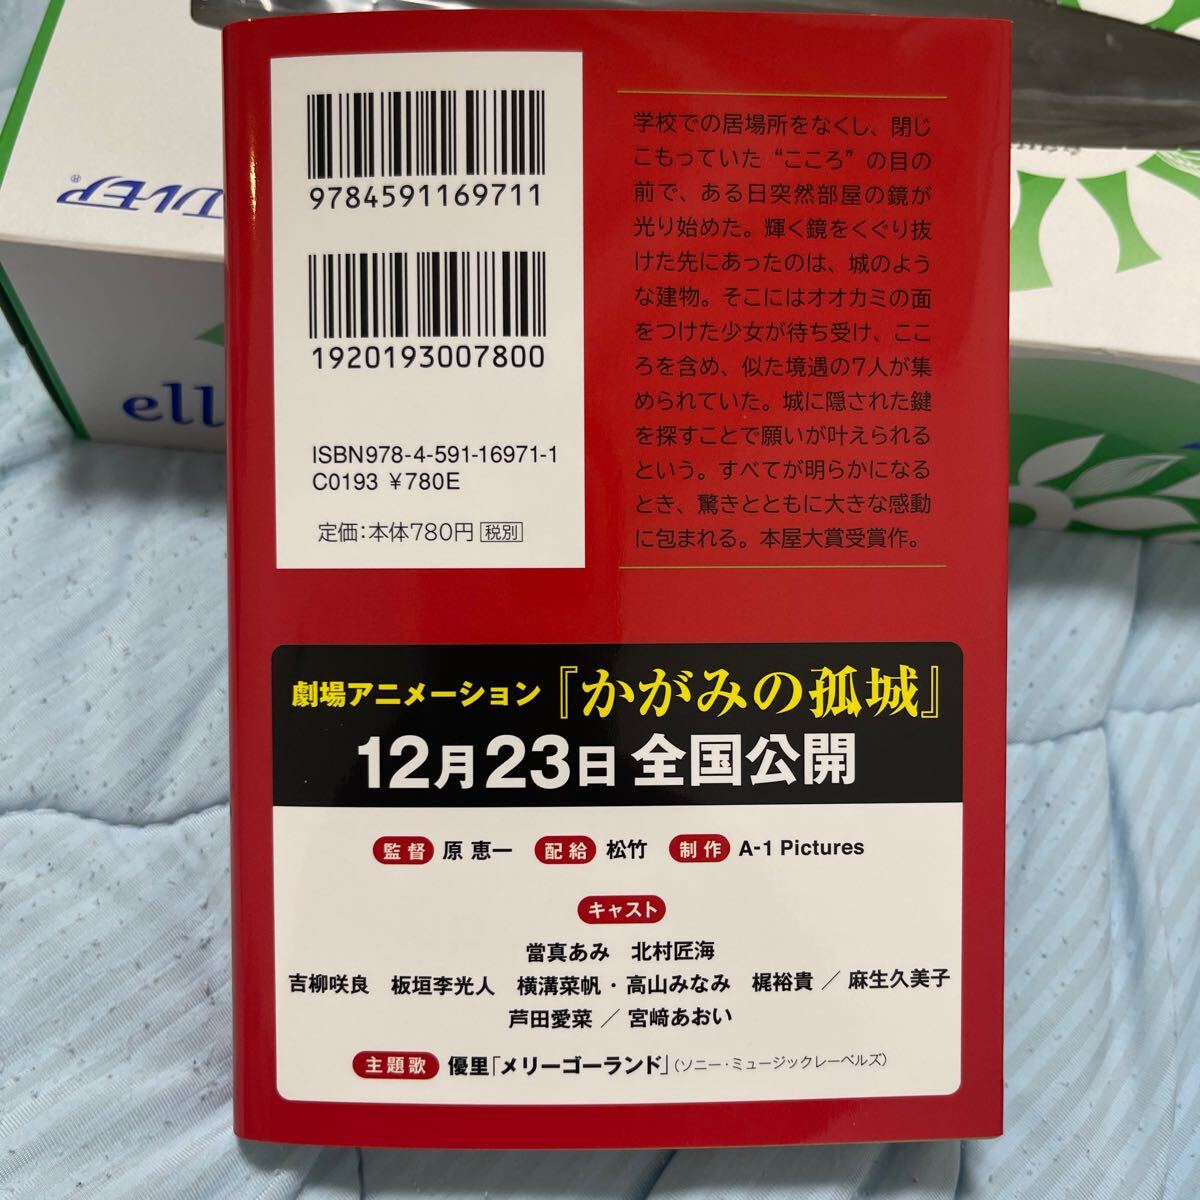 9784591169711
1920193007800
ISBN978-4-591-16971-1
C0193 ¥780E
定価:本体780円 税別
学校での居場所をなくし、閉じ
こもっていた“こころ”の目の
前で、ある日突然部屋の鏡が
光り始めた。輝く鏡をくぐり抜
けた先にあったのは、城のよう
な建物。そこにはオオカミの面
をつけた少女が待ち受け、ここ
ろを含め、似た境遇の7人が集
められていた。城に隠された鍵
を探すことで願いが叶えられる
という。すべてが明らかになる
とき、驚きとともに大きな感動
に包まれる。本屋大賞受賞作。
劇場アニメーション『かがみの孤城』
12月23日 全国公開
監督 原 恵一 配給 松竹 制作 A-1 Pictures
キャスト
當真あみ 北村匠海
吉柳咲良 板垣李光人 横溝菜帆・高山みなみ 梶裕貴／麻生久美子
芦田愛菜／宮﨑あおい
主題歌 優里「メリーゴーランド」(ソニー・ミュージックレーベルズ)
エルモア®
ell